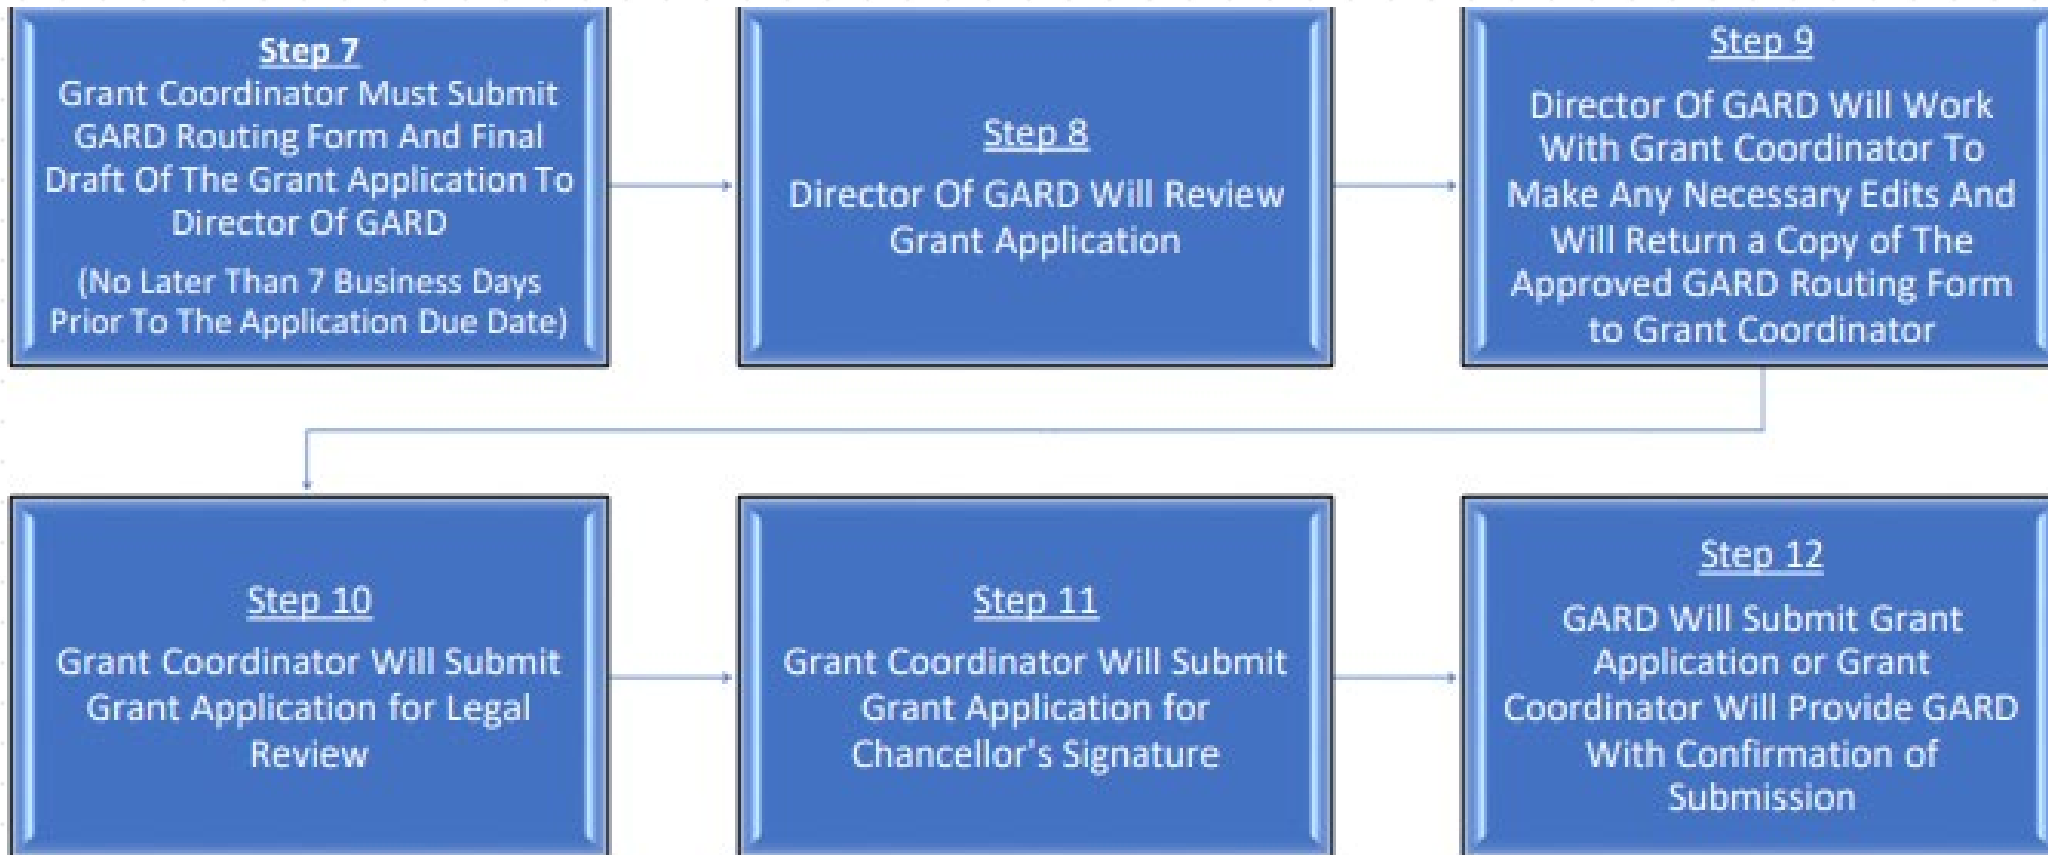 Step 7
Grant Coordinator Must Submit
GARD Routing Form And Final
Draft Of The Grant Application To
Director Of GARD
(No Later Than 7 Business Days
Prior To The Application Due Date)
Step 8
Director Of GARD Will Review
Grant Application
Step 9
Director Of GARD Will Work
With Grant Coordinator To
Make Any Necessary Edits And
Will Return a Copy of The
Approved GARD Routing Form
to Grant Coordinator
Step 10
Grant Coordinator Will Submit
Grant Application for Legal
Review
Step 11
Grant Coordinator Will Submit
Grant Application for
Chancellor's Signature
Step 12
GARD Will Submit Grant
Application or Grant
Coordinator Will Provide GARD
With Confirmation of
Submission